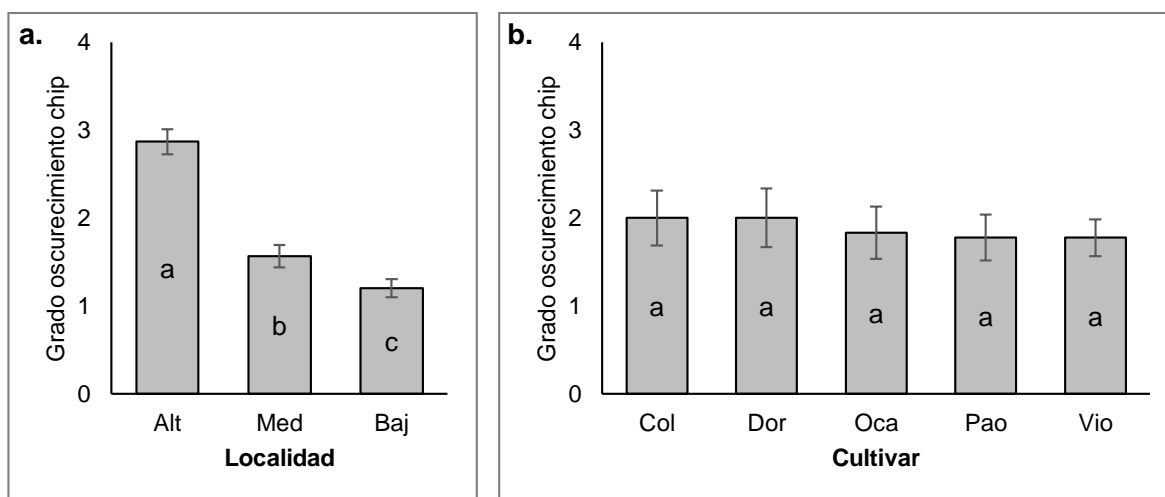 a.
Grado oscurecimiento chip
4
3
2
1
0
a
b
c
Alt Med Baj
Localidad
b.
Grado oscurecimiento chip
4
3
2
1
0
a a a a a
Col Dor Oca Pao Vio
Cultivar